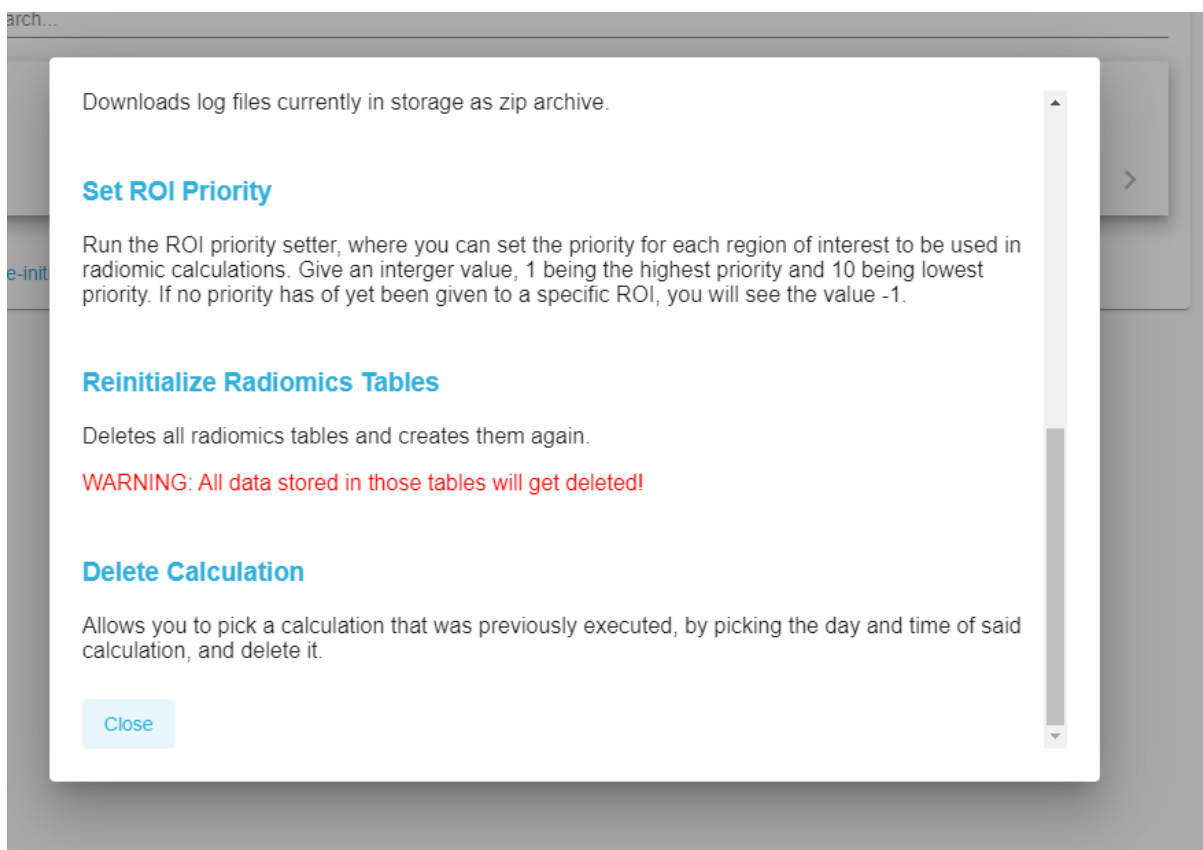 arch...
Downloads log files currently in storage as zip archive.
Set ROI Priority
Run the ROI priority setter, where you can set the priority for each region of interest to be used in
radiomic calculations. Give an interger value, 1 being the highest priority and 10 being lowest
priority. If no priority has of yet been given to a specific ROI, you will see the value -1.
e-init
Reinitialize Radiomics Tables
Deletes all radiomics tables and creates them again.
WARNING: All data stored in those tables will get deleted!
Delete Calculation
Allows you to pick a calculation that was previously executed, by picking the day and time of said
calculation, and delete it.
Close